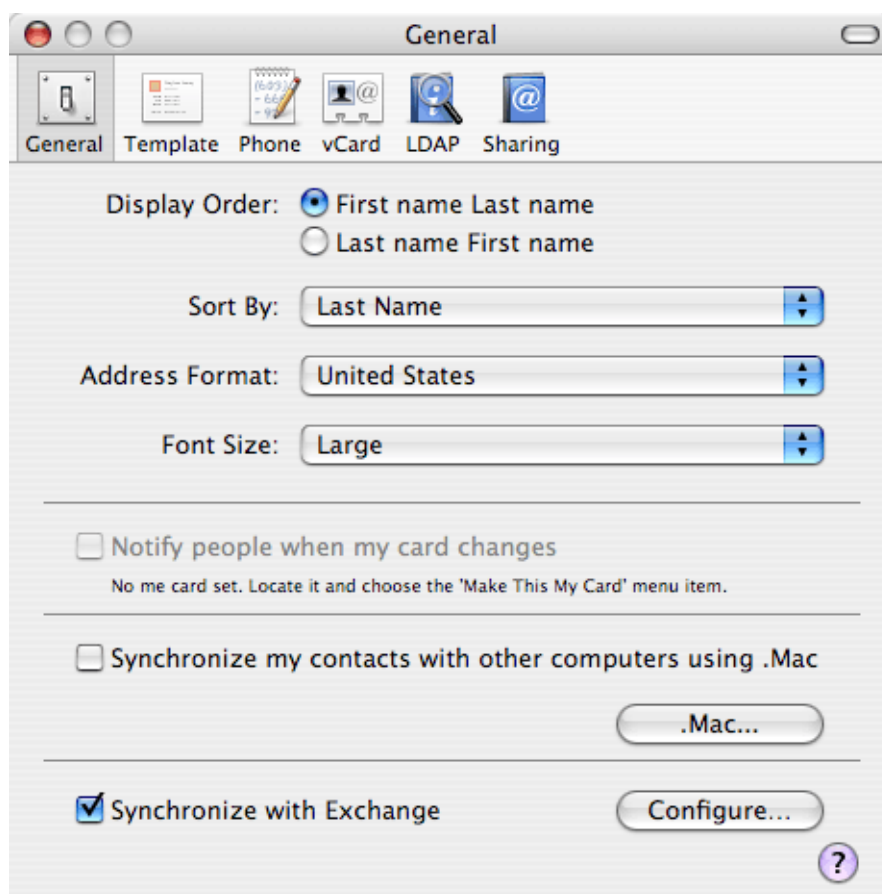 General
General Template Phone vCard LDAP Sharing
Display Order: First name Last name
Last name First name
Sort By: Last Name
Address Format: United States
Font Size: Large
Notify people when my card changes
No me card set. Locate it and choose the 'Make This My Card' menu item.
Synchronize my contacts with other computers using .Mac
.Mac...
Synchronize with Exchange Configure...
?